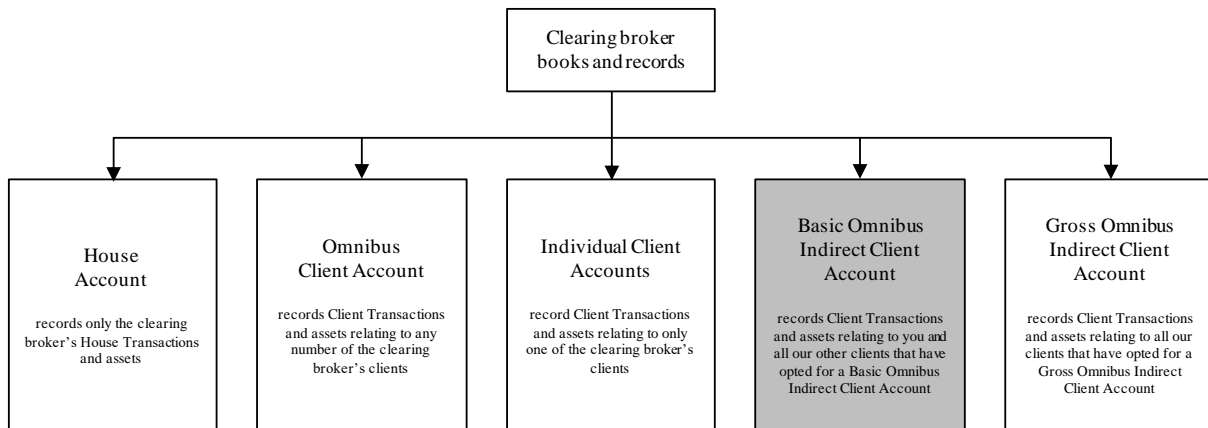 Clearing broker
books and records
House
Account
records only the clearing
broker's House Transactions
and assets
Omnibus
Client Account
records Client Transactions
and assets relating to any
number of the clearing
broker's clients
Individual Client
Accounts
record Client Transactions
and assets relating to only
one of the clearing broker's
clients
Basic Omnibus
Indirect Client
Account
records Client Transactions
and assets relating to you and
all our other clients that have
opted for a Basic Omnibus
Indirect Client Account
Gross Omnibus
Indirect Client
Account
records Client Transactions
and assets relating to all our
clients that have opted for a
Gross Omnibus Indirect
Client Account